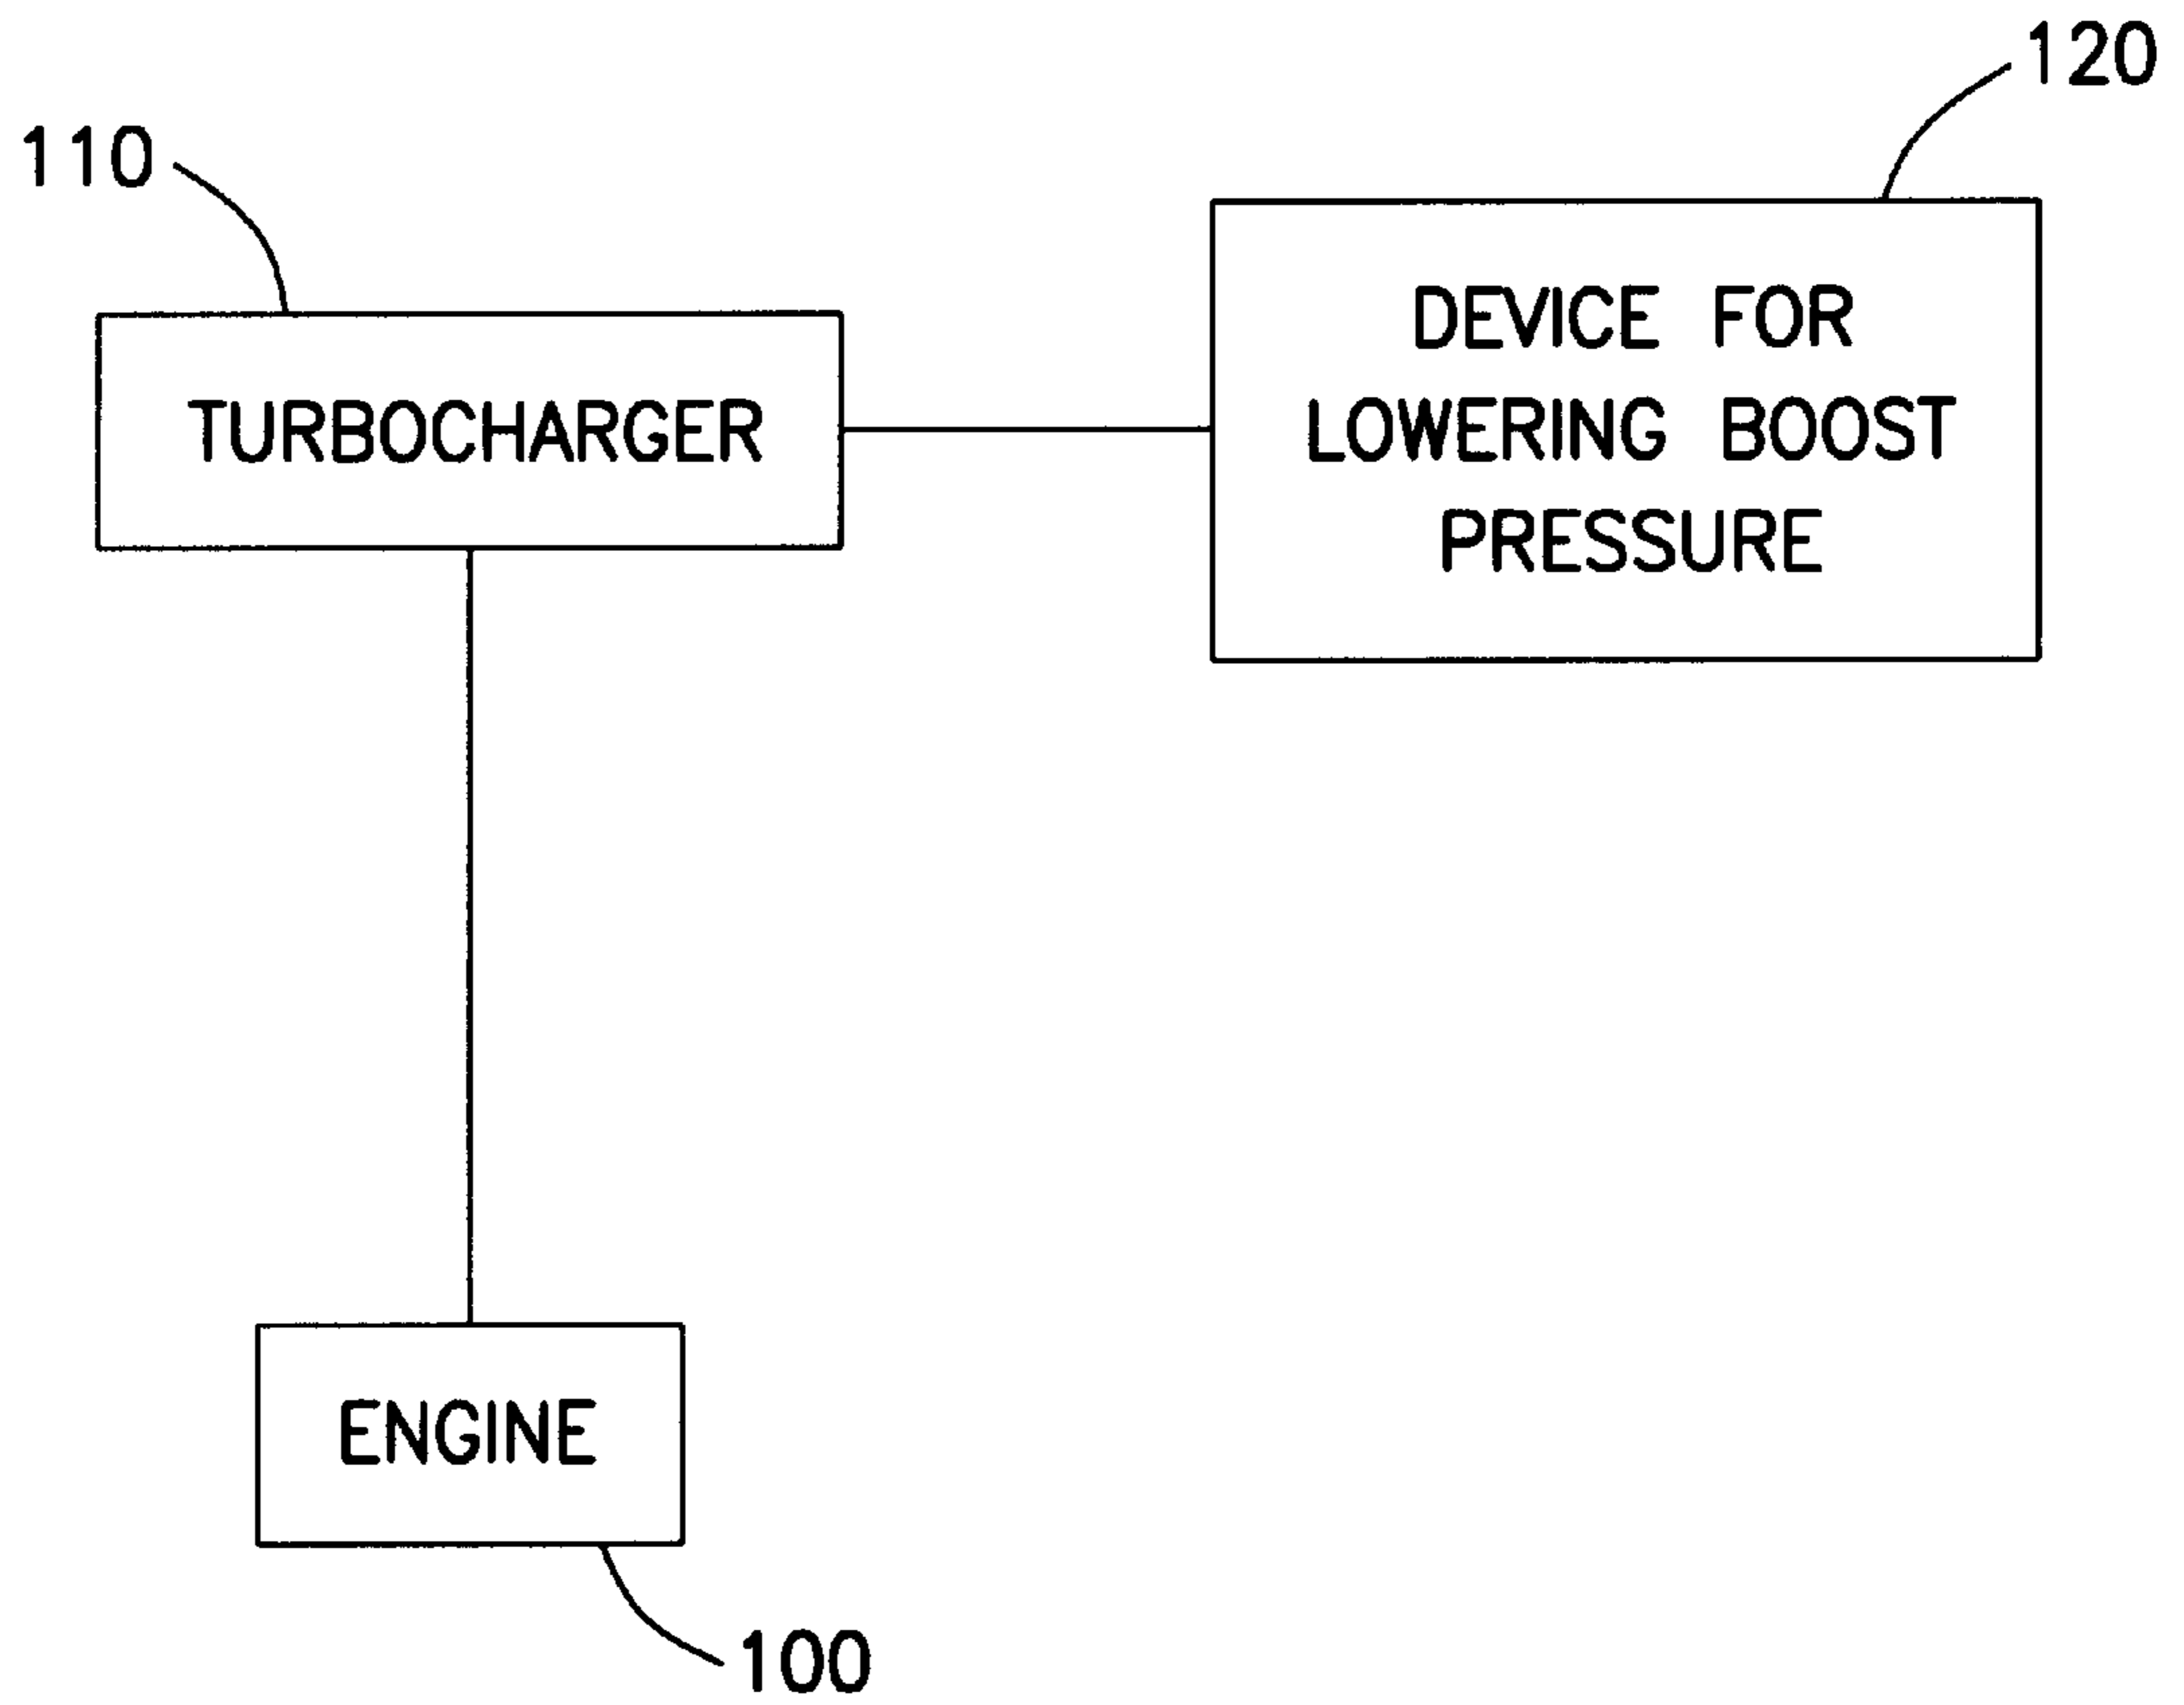 120
110
DEVICE FOR
LOWERING BOOST
PRESSURE
TURBOCHARGER
ENGINE
100